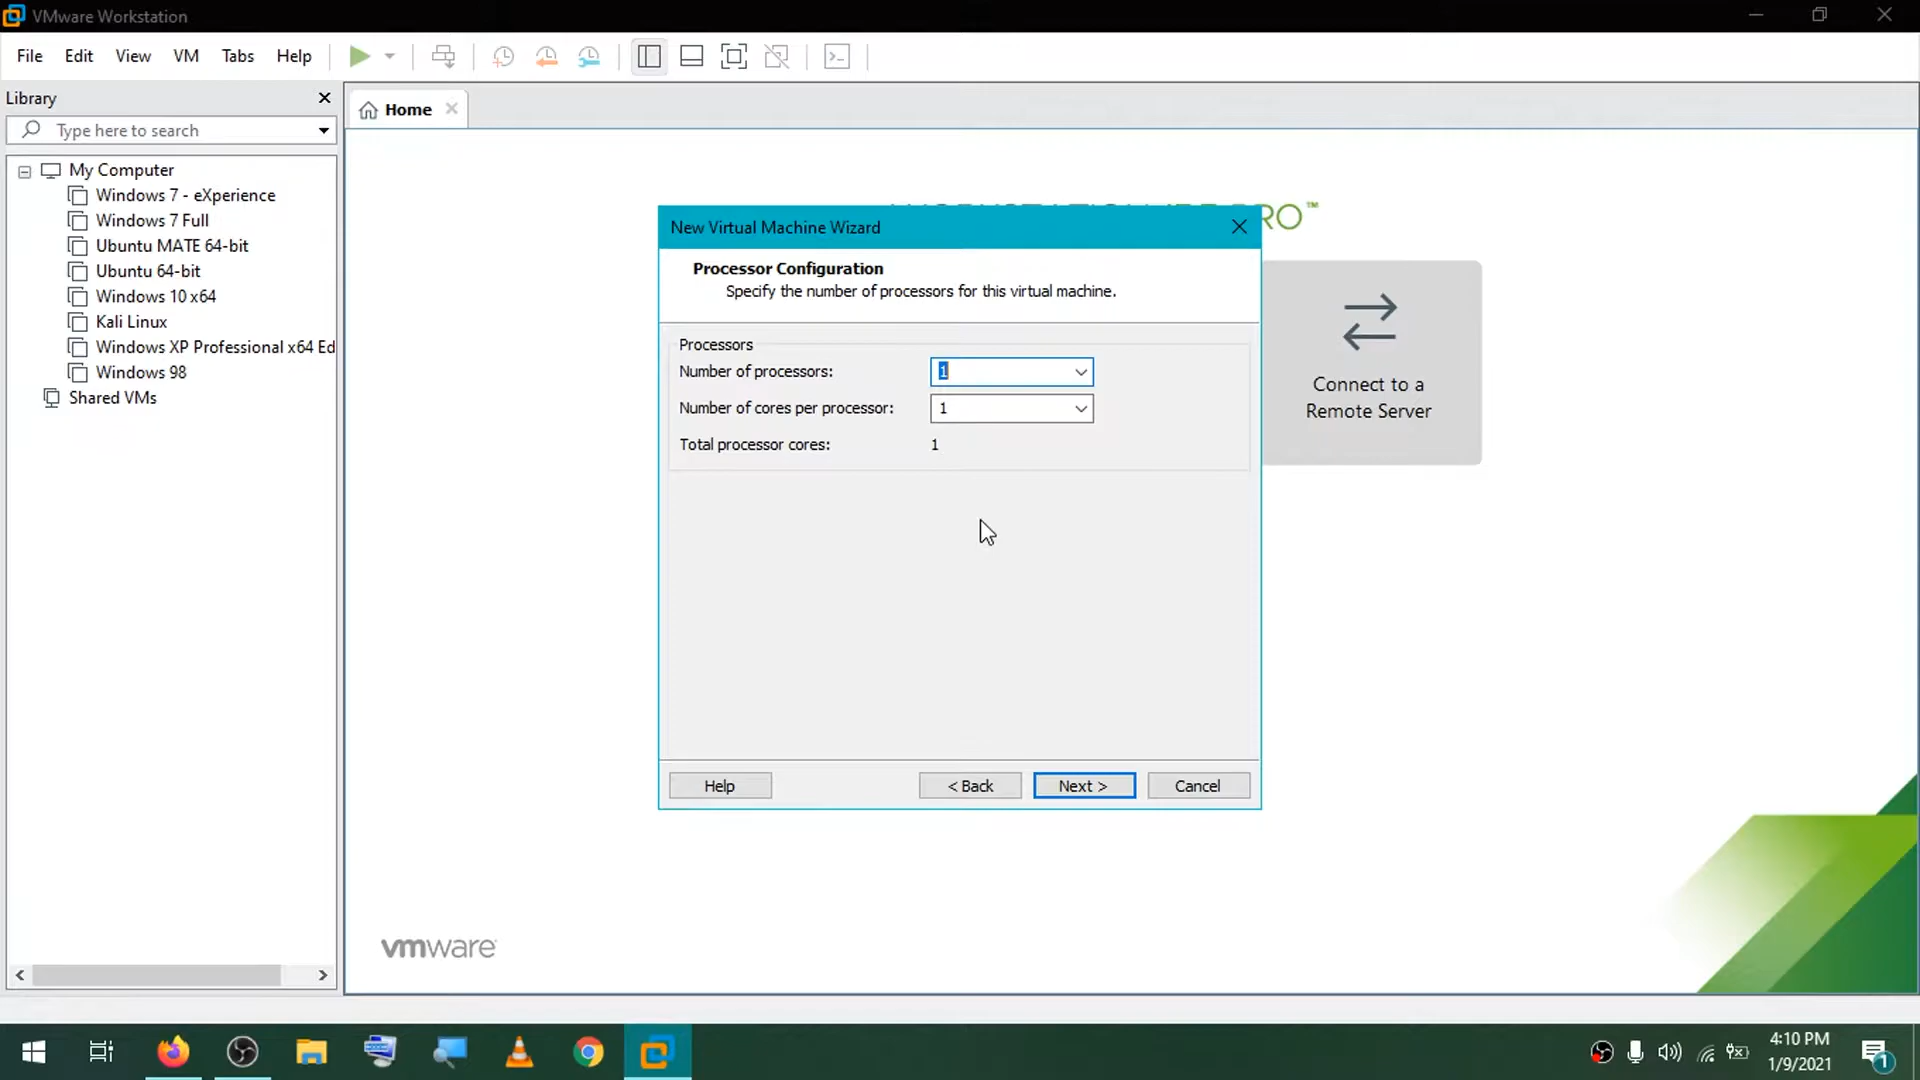 VMware Workstation
File Edit View VM Tabs Help
Library
Type here to search
Home
My Computer
Windows 7 - eXperience
Windows 7 Full
Ubuntu MATE 64-bit
Ubuntu 64-bit
Windows 10 x64
Kali Linux
Windows XP Professional x64 Ed
Windows 98
Shared VMs
RO™
New Virtual Machine Wizard
Processor Configuration
Specify the number of processors for this virtual machine.
Processors
Number of processors: 1
Number of cores per processor: 1
Total processor cores: 1
Connect to a
Remote Server
Help < Back Next > Cancel
vmware
4:10 PM
1/9/2021
1